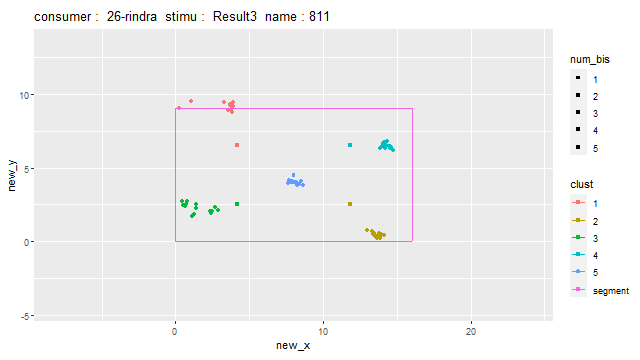 consumer :  26-rindra  stimu :  Result3  name : 811
new_y
10
5
0
-5
0
10
20
new_x
num_bis
1
2
3
4
5
clust
1
2
3
4
5
segment